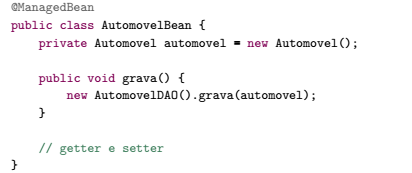 @ManagedBean
public class AutomovelBean {
    private Automovel automovel = new Automovel();

    public void grava() {
        new AutomovelDAO().grava(automovel);
    }

    // getter e setter
}